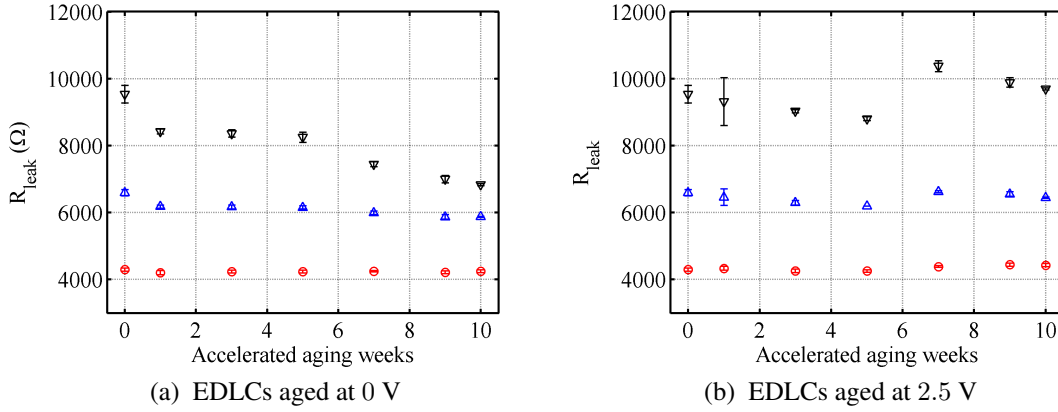 12000
10000
8000
6000
4000
R_leak (Ω)
0 2 4 6 8 10
Accelerated aging weeks
(a) EDLCs aged at 0 V
12000
10000
8000
6000
4000
R_leak
0 2 4 6 8 10
Accelerated aging weeks
(b) EDLCs aged at 2.5 V